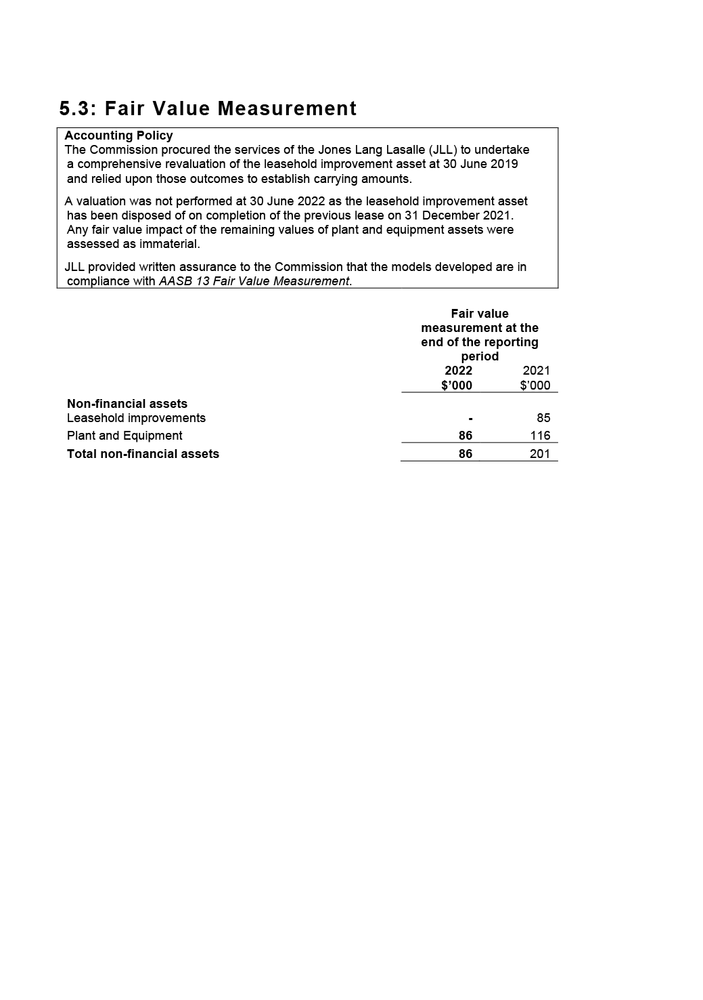 5.3: Fair Value Measurement
Accounting Policy
The Commission procured the services of the Jones Lang Lasalle (JLL) to undertake
a comprehensive revaluation of the leasehold improvement asset at 30 June 2019
and relied upon those outcomes to establish carrying amounts.
A valuation was not performed at 30 June 2022 as the leasehold improvement asset
has been disposed of on completion of the previous lease on 31 December 2021.
Any fair value impact of the remaining values of plant and equipment assets were
assessed as immaterial.
JLL provided written assurance to the Commission that the models developed are in
compliance with AASB 13 Fair Value Measurement.
Fair value
measurement at the
end of the reporting
period
2022 2021
$’000 $’000
Non-financial assets
Leasehold improvements - 85
Plant and Equipment 86 116
Total non-financial assets 86 201